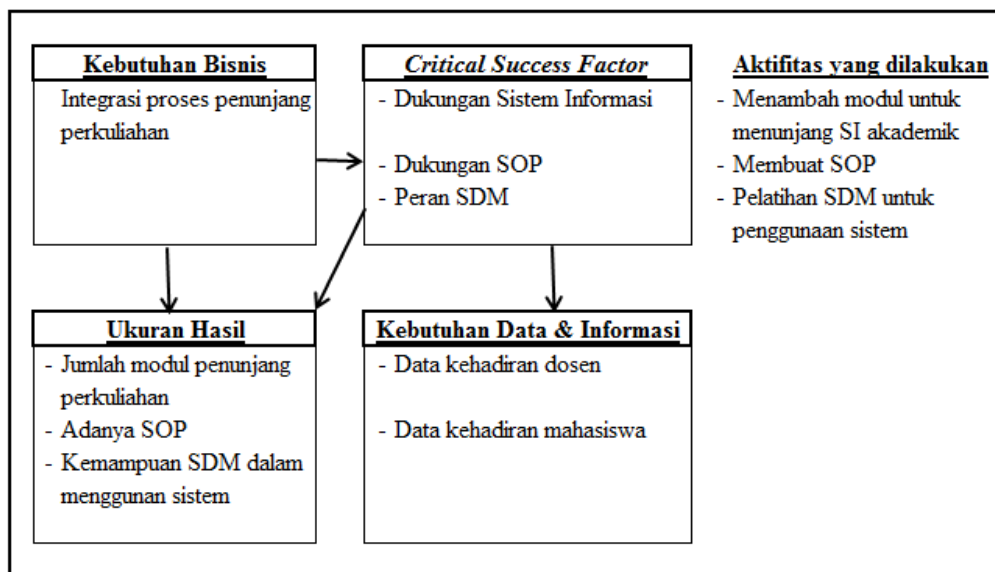 Kebutuhan Bisnis
Integrasi proses penunjang
perkuliahan
Critical Success Factor
- Dukungan Sistem Informasi
- Dukungan SOP
- Peran SDM
Aktifitas yang dilakukan
- Menambah modul untuk
menunjang SI akademik
- Membuat SOP
- Pelatihan SDM untuk
penggunaan sistem
Ukuran Hasil
- Jumlah modul penunjang
perkuliahan
- Adanya SOP
- Kemampuan SDM dalam
menggunan sistem
Kebutuhan Data & Informasi
- Data kehadiran dosen
- Data kehadiran mahasiswa